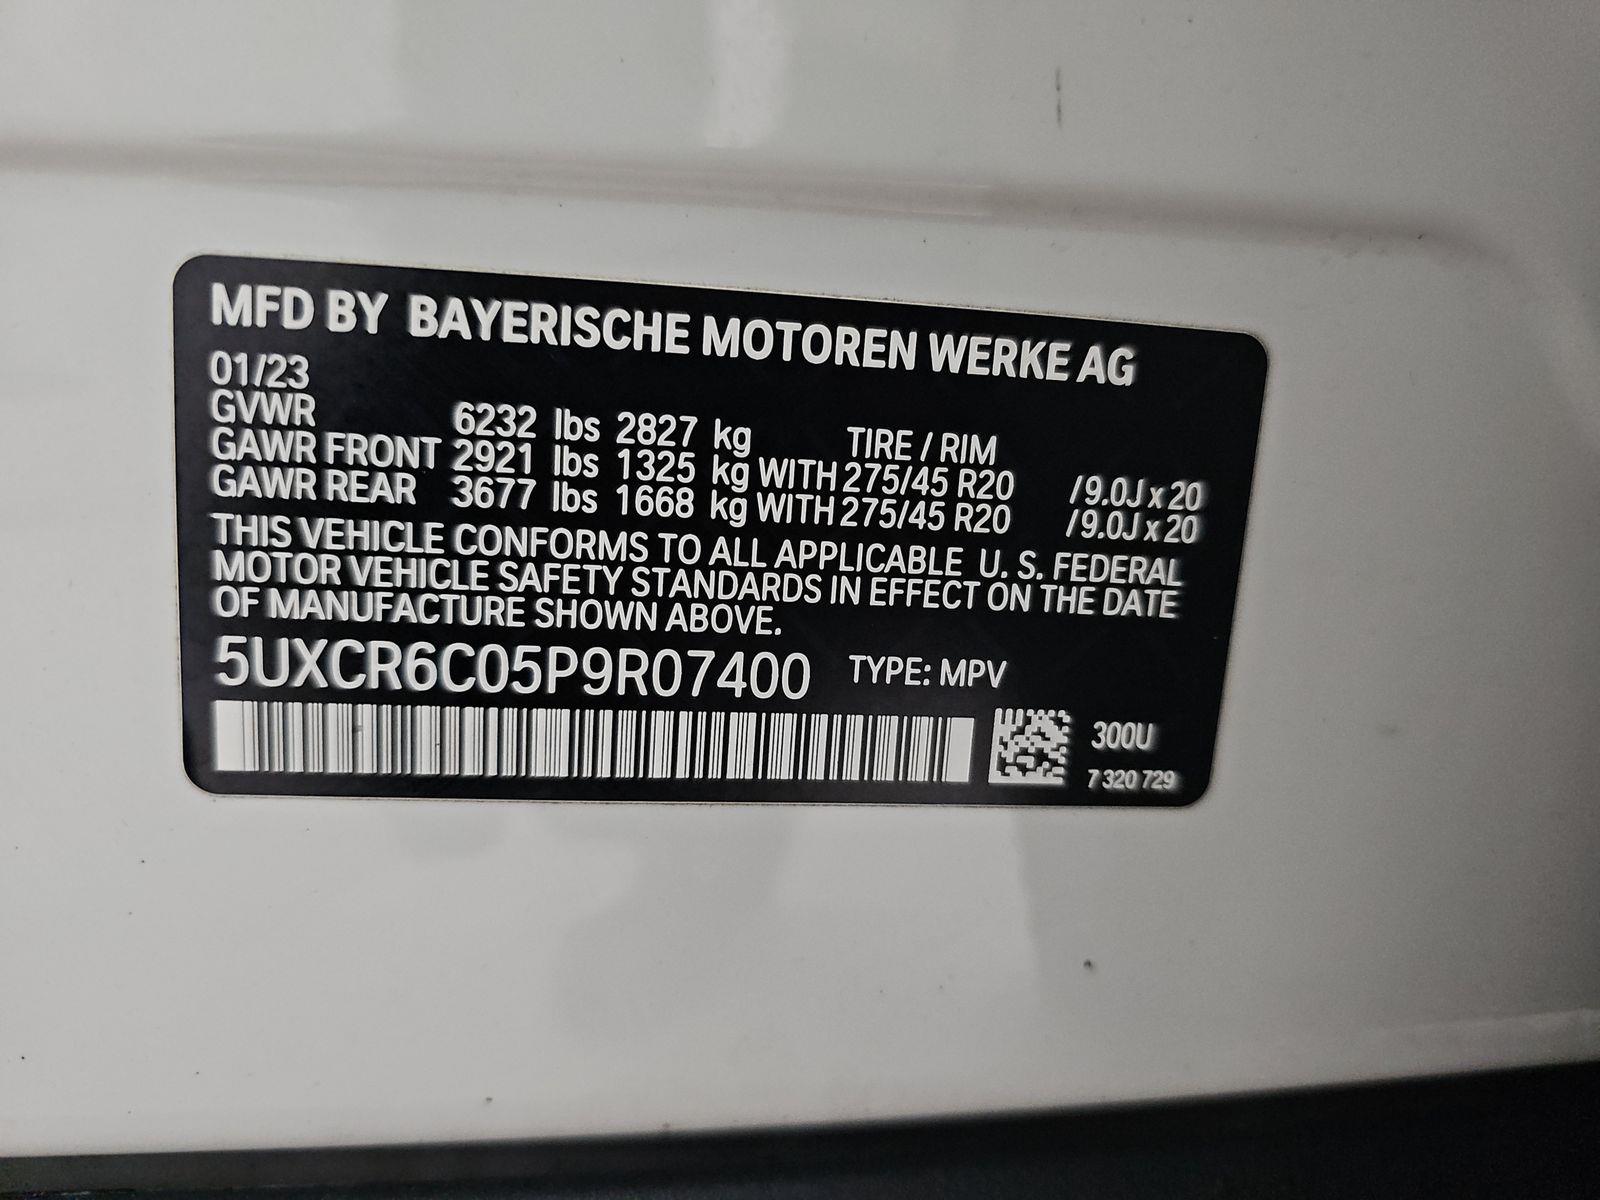 MFD BY BAYERISCHE MOTOREN WERKE AG
01/23
GVWR 6232 lbs 2827 kg TIRE / RIM
GAWR FRONT 2921 lbs 1325 kg WITH 275/45 R20 / 9.0J x 20
GAWR REAR 3677 lbs 1668 kg WITH 275/45 R20 / 9.0J x 20
THIS VEHICLE CONFORMS TO ALL APPLICABLE U. S. FEDERAL
MOTOR VEHICLE SAFETY STANDARDS IN EFFECT ON THE DATE
OF MANUFACTURE SHOWN ABOVE.
5UXCR6C05P9R07400 TYPE: MPV
300U
7 320 729